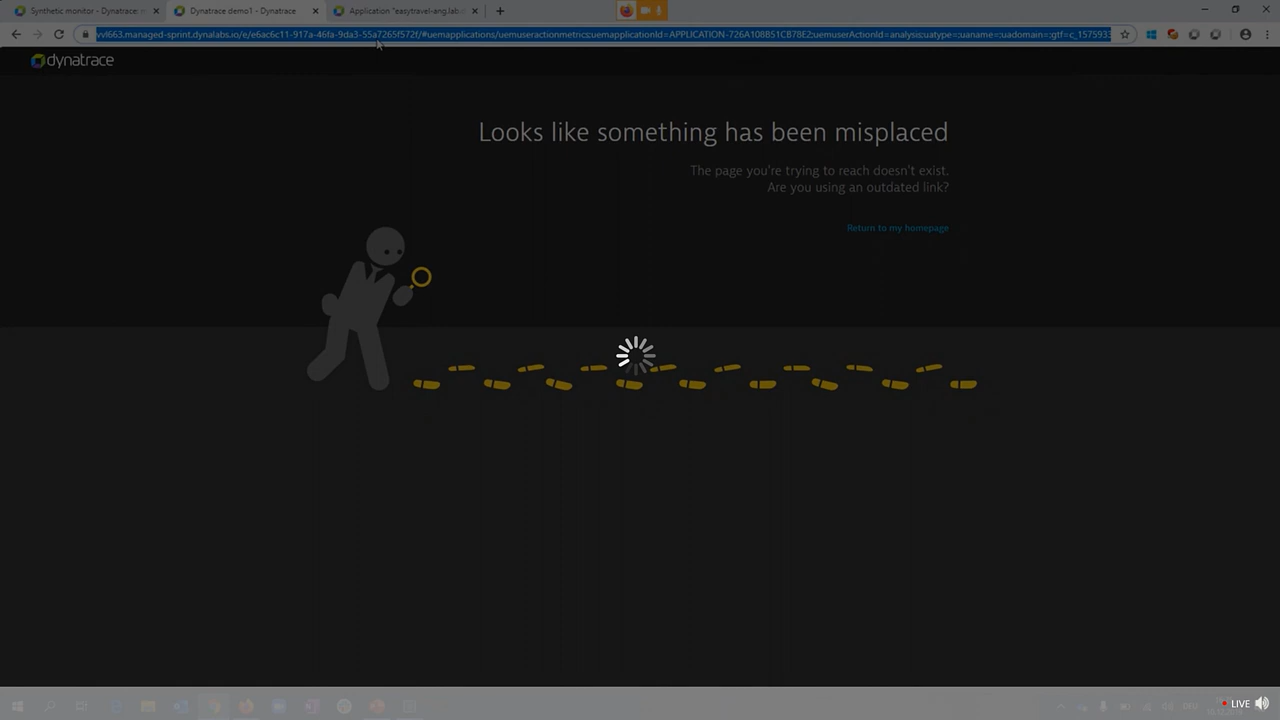 Synthetic monitor - Dynatrace:
Dynatrace demo1 - Dynatrace
Application "easytravel-ang.lab.d
vvl663.managed-sprint.dynalabs.io/e/e6ac6c11-917a-46fa-9da3-55a7265f572f/#uemapplications/uemuseractionmetrics;uemapplicationId=APPLICATION-726A108B51CB78E2;uemuserActionId=analysis;uatype=:uaname=:uadomain=:gtf=c_1575933
dynatrace
Looks like something has been misplaced
The page you're trying to reach doesn't exist.
Are you using an outdated link?
Return to my homepage
DEU
LIVE